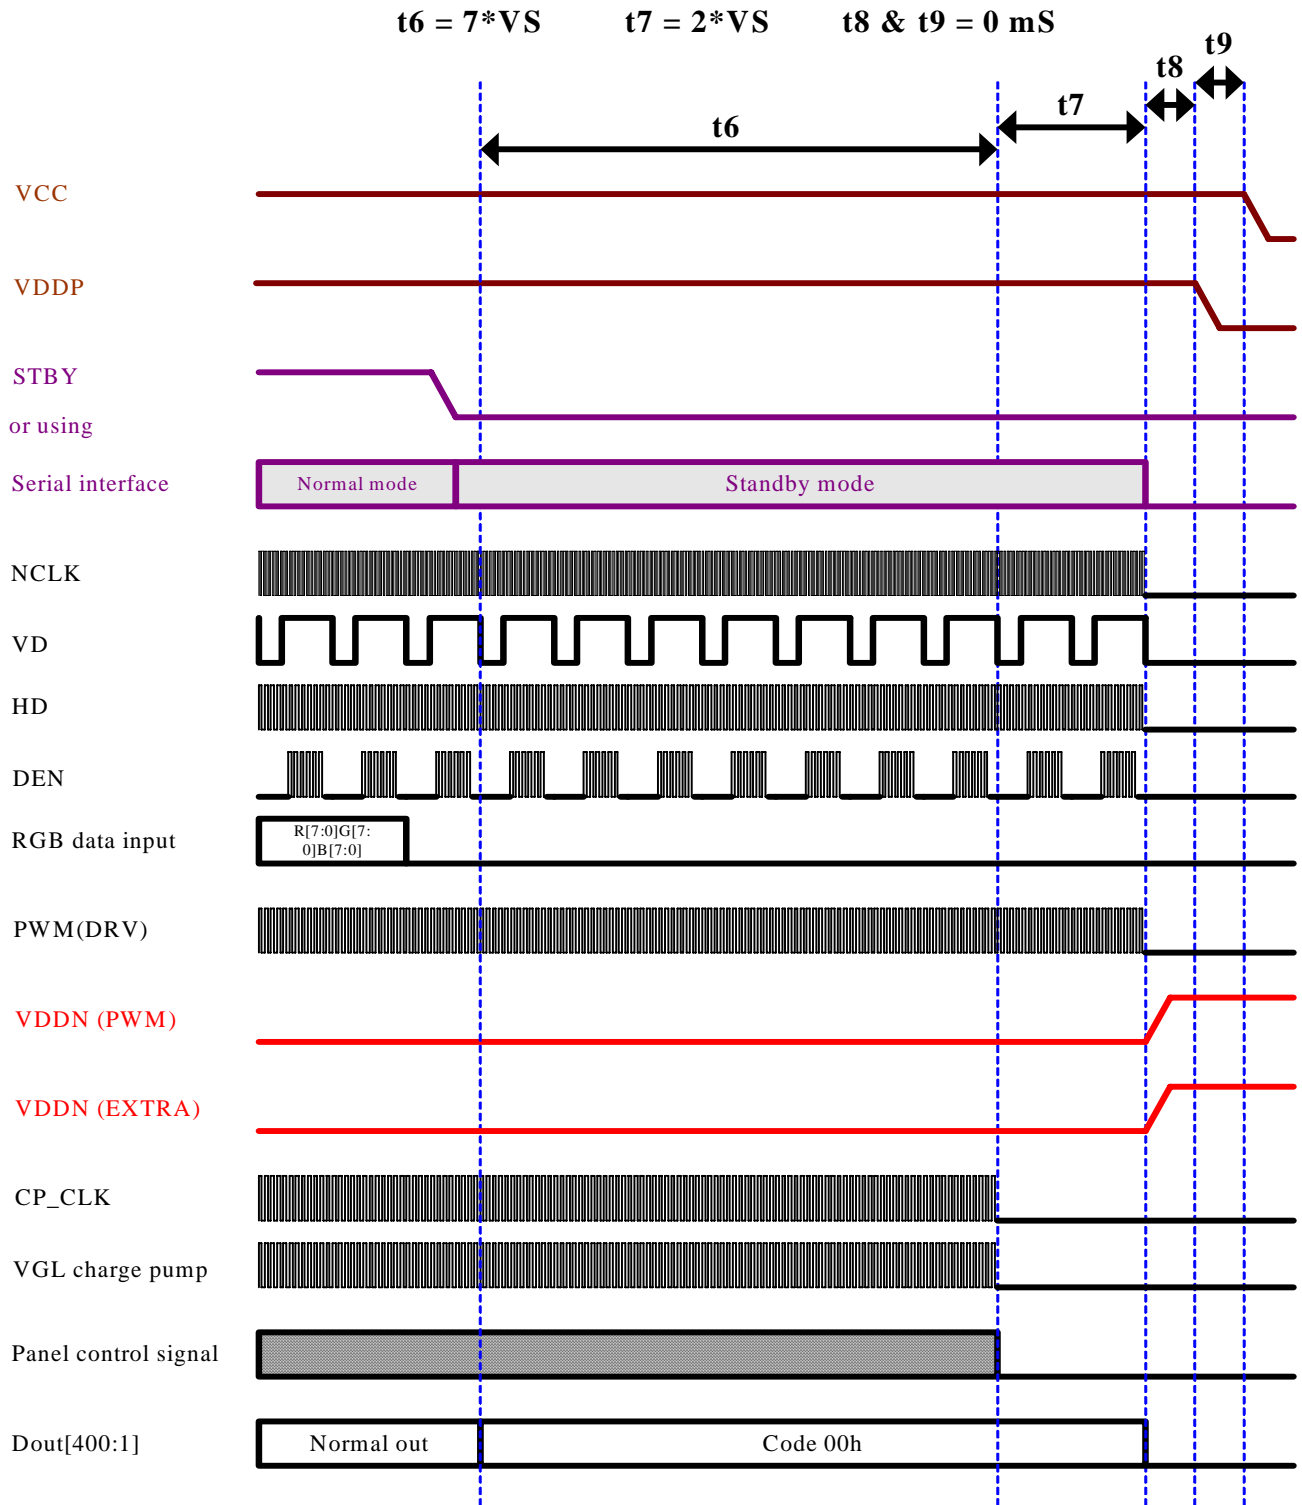 t6 = 7*VS t7 = 2*VS t8 & t9 = 0 mS
t9
t8
t7
t6
VCC
VDDP
STBY
or using
Serial interface
Normal mode
Standby mode
NCLK
VD
HD
DEN
RGB data input
R[7:0]G[7:
0]B[7:0]
PWM(DRV)
VDDN (PWM)
VDDN (EXTRA)
CP_CLK
VGL charge pump
Panel control signal
Dout[400:1]
Normal out
Code 00h